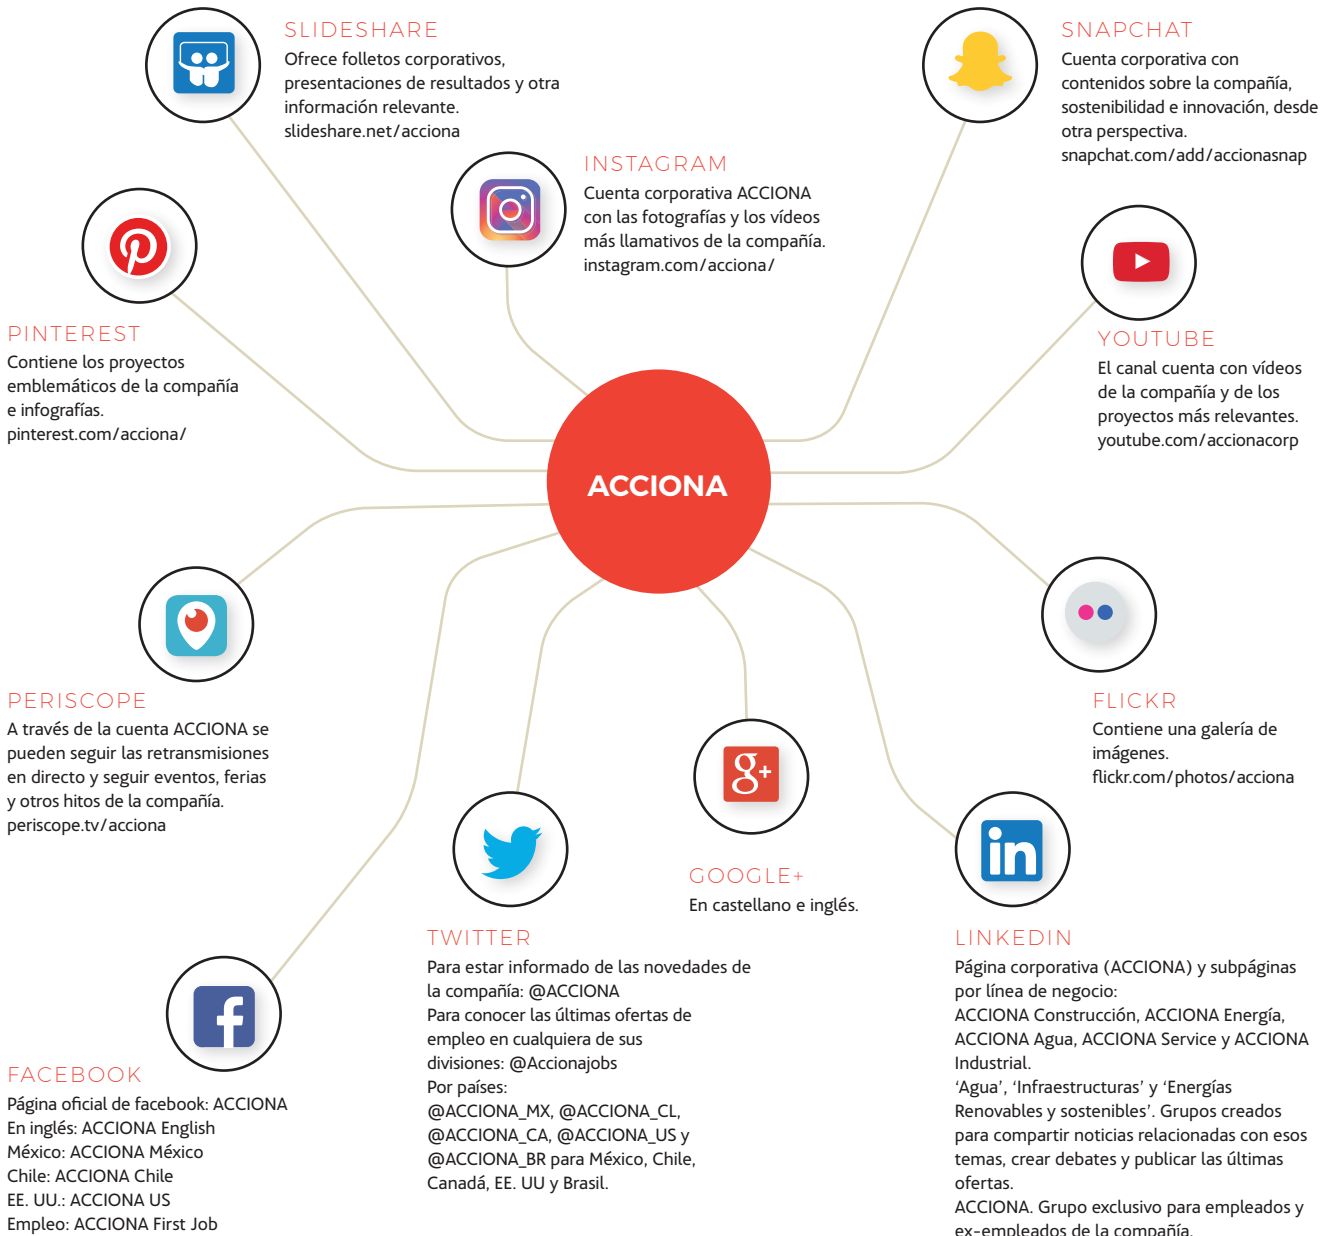 SLIDESHARE
Ofrece folletos corporativos,
presentaciones de resultados y otra
información relevante.
slideshare.net/acciona
SNAPCHAT
Cuenta corporativa con
contenidos sobre la compañía,
sostenibilidad e innovación, desde
otra perspectiva.
snapchat.com/add/accionasnap
INSTAGRAM
Cuenta corporativa ACCIONA
con las fotografías y los vídeos
más llamativos de la compañía.
instagram.com/acciona/
PINTEREST
Contiene los proyectos
emblemáticos de la compañía
e infografías.
pinterest.com/acciona/
YOUTUBE
El canal cuenta con vídeos
de la compañía y de los
proyectos más relevantes.
youtube.com/accionacorp
ACCIONA
PERISCOPE
A través de la cuenta ACCIONA se
pueden seguir las retransmisiones
en directo y seguir eventos, ferias
y otros hitos de la compañía.
periscope.tv/acciona
FLICKR
Contiene una galería de
imágenes.
flickr.com/photos/acciona
g+
GOOGLE+
En castellano e inglés.
f
FACEBOOK
Página oficial de facebook: ACCIONA
En inglés: ACCIONA English
México: ACCIONA México
Chile: ACCIONA Chile
EE. UU.: ACCIONA US
Empleo: ACCIONA First Job
TWITTER
Para estar informado de las novedades de
la compañía: @ACCIONA
Para conocer las últimas ofertas de
empleo en cualquiera de sus
divisiones: @Accionajobs
Por países:
@ACCIONA_MX, @ACCIONA_CL,
@ACCIONA_CA, @ACCIONA_US y
@ACCIONA_BR para México, Chile,
Canadá, EE. UU y Brasil.
in
LINKEDIN
Página corporativa (ACCIONA) y subpáginas
por línea de negocio:
ACCIONA Construcción, ACCIONA Energía,
ACCIONA Agua, ACCIONA Service y ACCIONA
Industrial.
‘Agua’, ‘Infraestructuras’ y ‘Energías
Renovables y sostenibles’. Grupos creados
para compartir noticias relacionadas con esos
temas, crear debates y publicar las últimas
ofertas.
ACCIONA. Grupo exclusivo para empleados y
ex-empleados de la compañía.